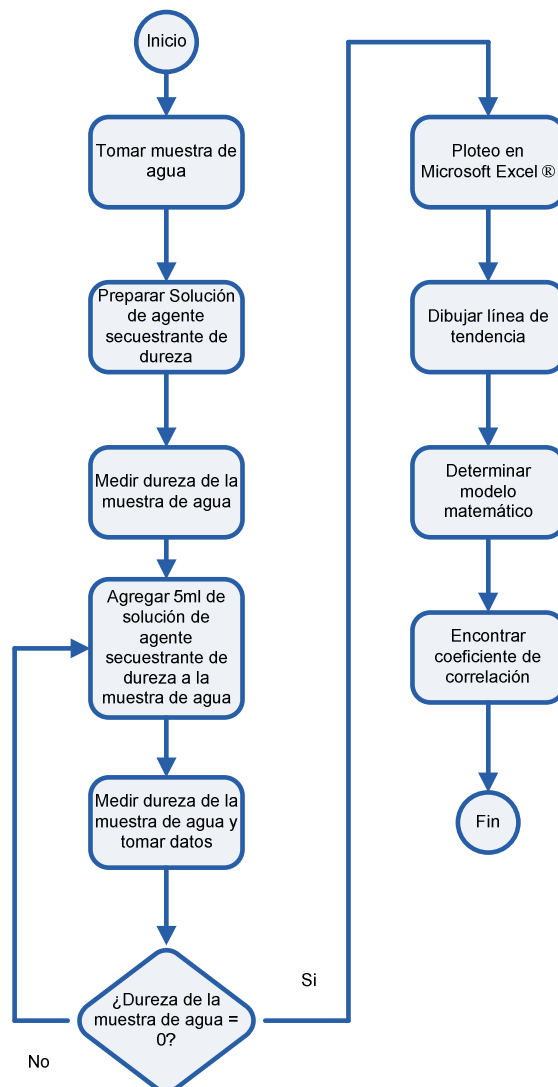 Inicio
Tomar muestra de
agua
Preparar Solución
de agente
secuestrante de
dureza
Medir dureza de la
muestra de agua
Agregar 5ml de
solución de
agente
secuestrante de
dureza a la
muestra de agua
Medir dureza de la
muestra de agua y
tomar datos
¿Dureza de la
muestra de agua =
0?
No
Si
Ploteo en
Microsoft Excel ®
Dibujar línea de
tendencia
Determinar
modelo
matemático
Encontrar
coeficiente de
correlación
Fin